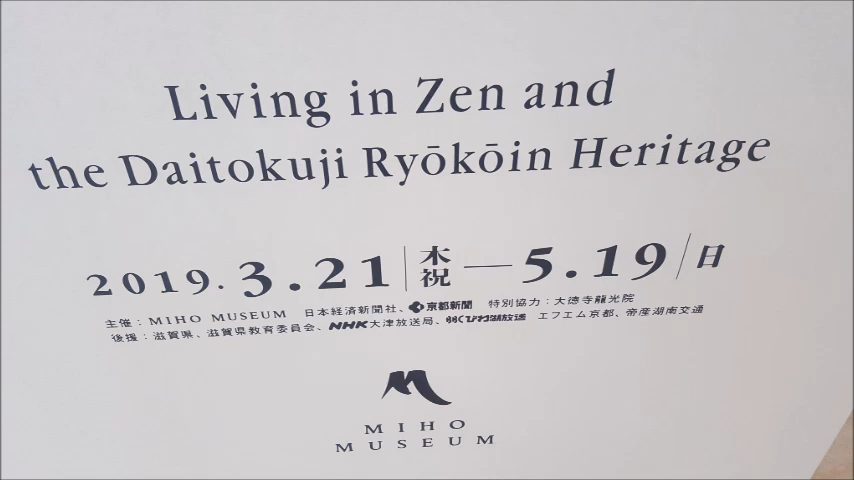 Living in Zen and
the Daitokuji Ryōkōin Heritage
2019.3.21 木祝 — 5.19/日
主催：MIHO MUSEUM 日本経済新聞社、京都新聞 特別協力：大徳寺龍光院
後援：滋賀県、滋賀県教育委員会、NHK大津放送局、BBCびわ湖放送 エフエム京都、帝産湖南交通
MIHO
MUSEUM